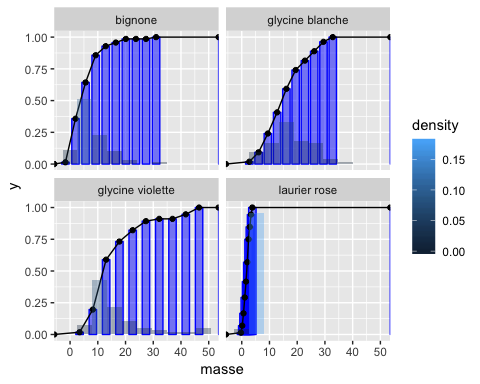 bignone
glycine blanche
1.00
0.75
0.50
0.25
0.00
glycine violette
laurier rose
1.00
0.75
0.50
0.25
0.00
0 10 20 30 40 50 0 10 20 30 40 50
masse
y
density
0.15
0.10
0.05
0.00